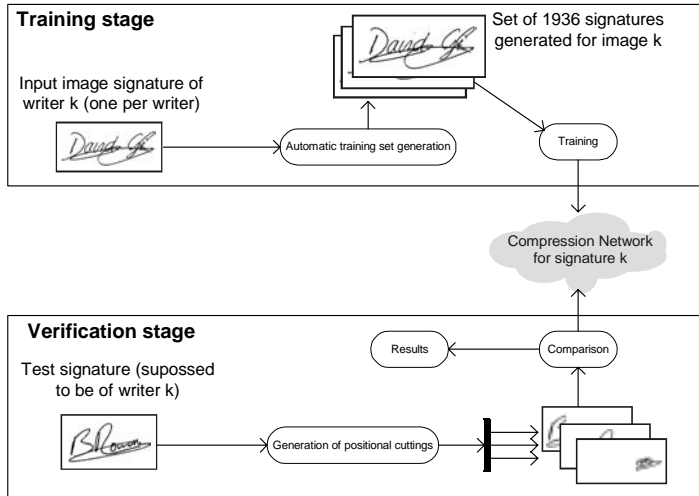 Training stage
Set of 1936 signatures
generated for image k
Input image signature of
writer k (one per writer)
Automatic training set generation
Training
Compression Network
for signature k
Verification stage
Results
Comparison
Test signature (supossed
to be of writer k)
Generation of positional cuttings